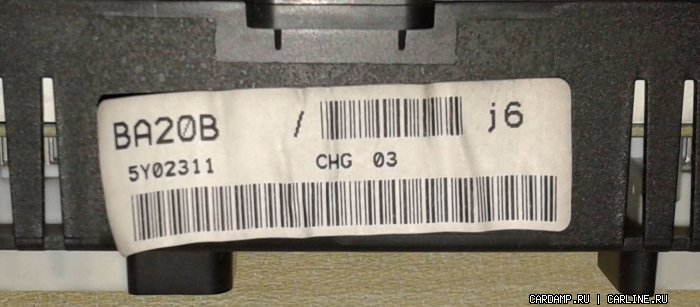 BA20B / j6
5Y02311 CHG 03
CARDAMP.RU | CARLINE.RU